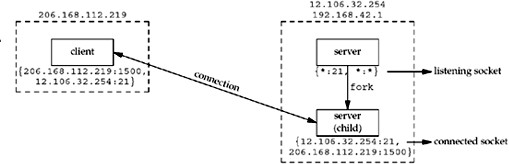 206.168.112.219
client
{206.168.112.219:1500,
12.106.32.254:21}
connection
12.106.32.254
192.168.42.1
server
{*:21, *:*}
listening socket
fork
server
(child)
{12.106.32.254:21,
206.168.112.219:1500}
connected socket